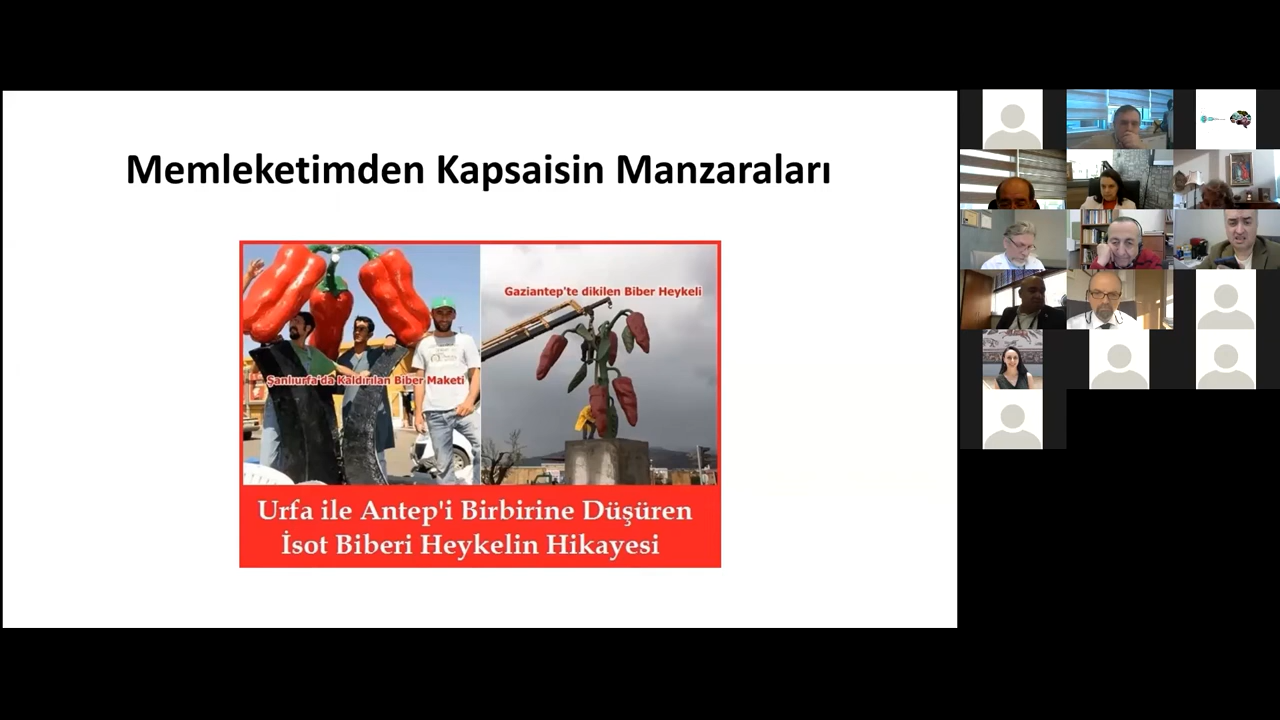 Memleketimden Kapsaisin Manzaraları
Gaziantep'te dikilen Biber Heykeli
Şanlıurfa'da Kaldırılan Biber Maketi
Urfa ile Antep'i Birbirine Düşüren
İsot Biberi Heykelin Hikayesi